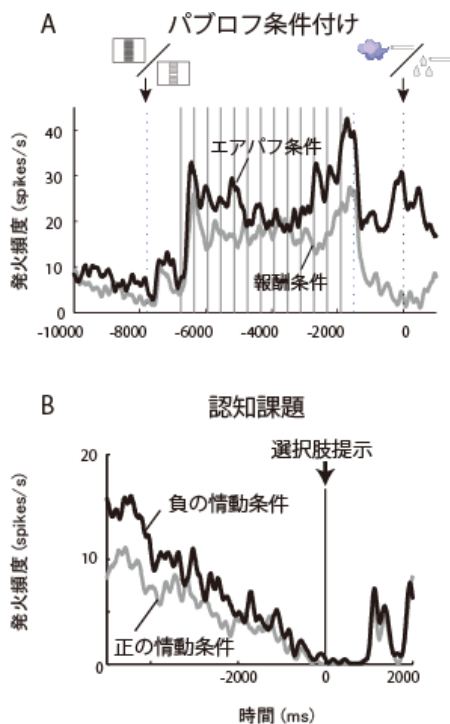 A パブロフ条件付け
発火頻度 (spikes/s)
40
30
20
10
0
エアパフ条件
報酬条件
-10000 -8000 -6000 -4000 -2000 0
B 認知課題
選択肢提示
発火頻度 (spikes/s)
20
10
0
負の情動条件
正の情動条件
-2000 0 2000
時間 (ms)